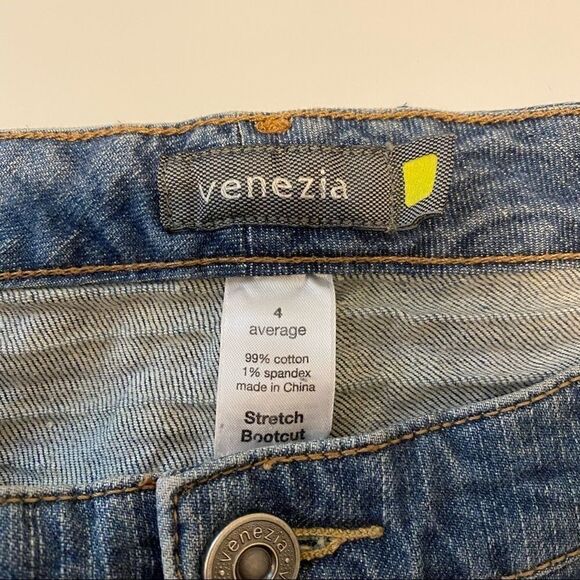 venezia
4
average
99% cotton
1% spandex
made in China
Stretch
Bootcut
venezia